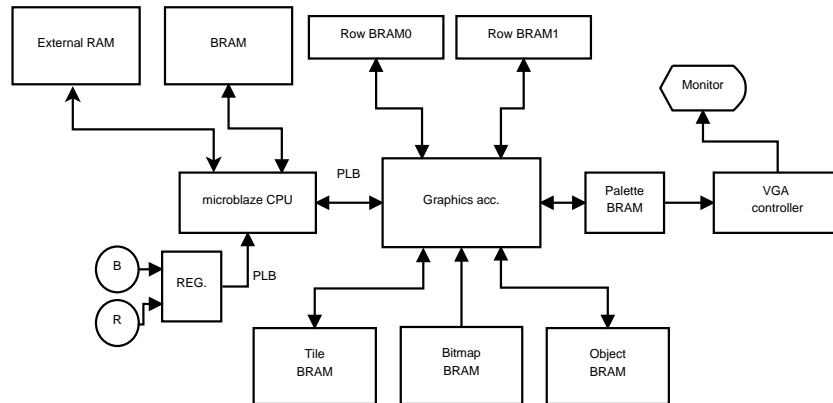 External RAM
BRAM
Row BRAM0
Row BRAM1
Monitor
PLB
microblaze CPU
Graphics acc.
Palette
BRAM
VGA
controller
B
REG.
PLB
R
Tile
BRAM
Bitmap
BRAM
Object
BRAM